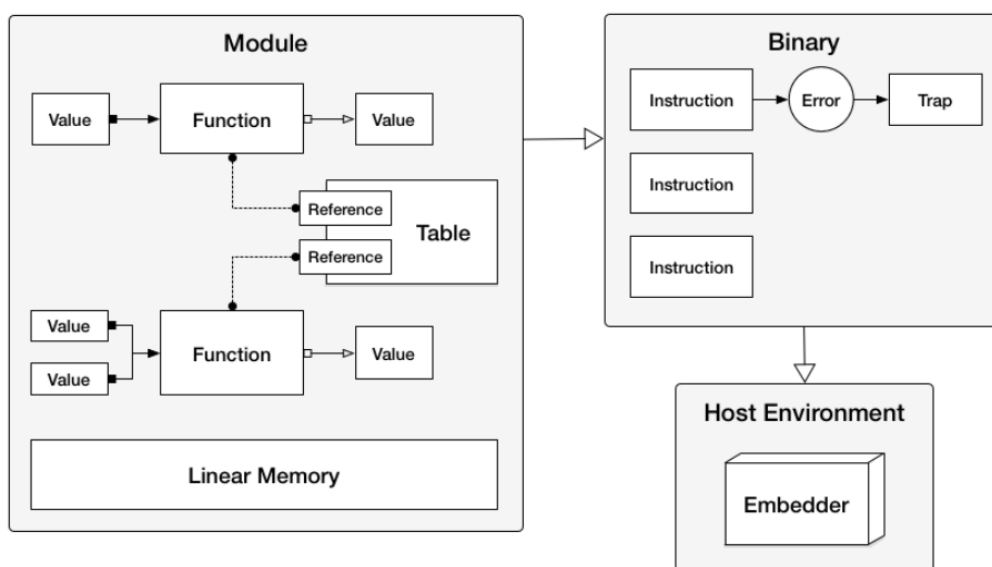 Module
Value
Function
Value
Reference
Table
Reference
Value
Value
Function
Value
Linear Memory
Binary
Instruction
Error
Trap
Instruction
Instruction
Host Environment
Embedder